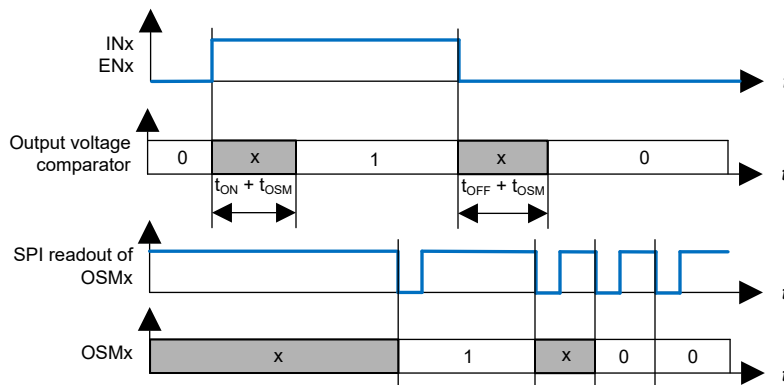 INx
ENx
t
Output voltage
comparator
0 x 1 x 0
t
tON + tOSM tOFF + tOSM
SPI readout of
OSMx
t
OSMx
x 1 x 0 0
t